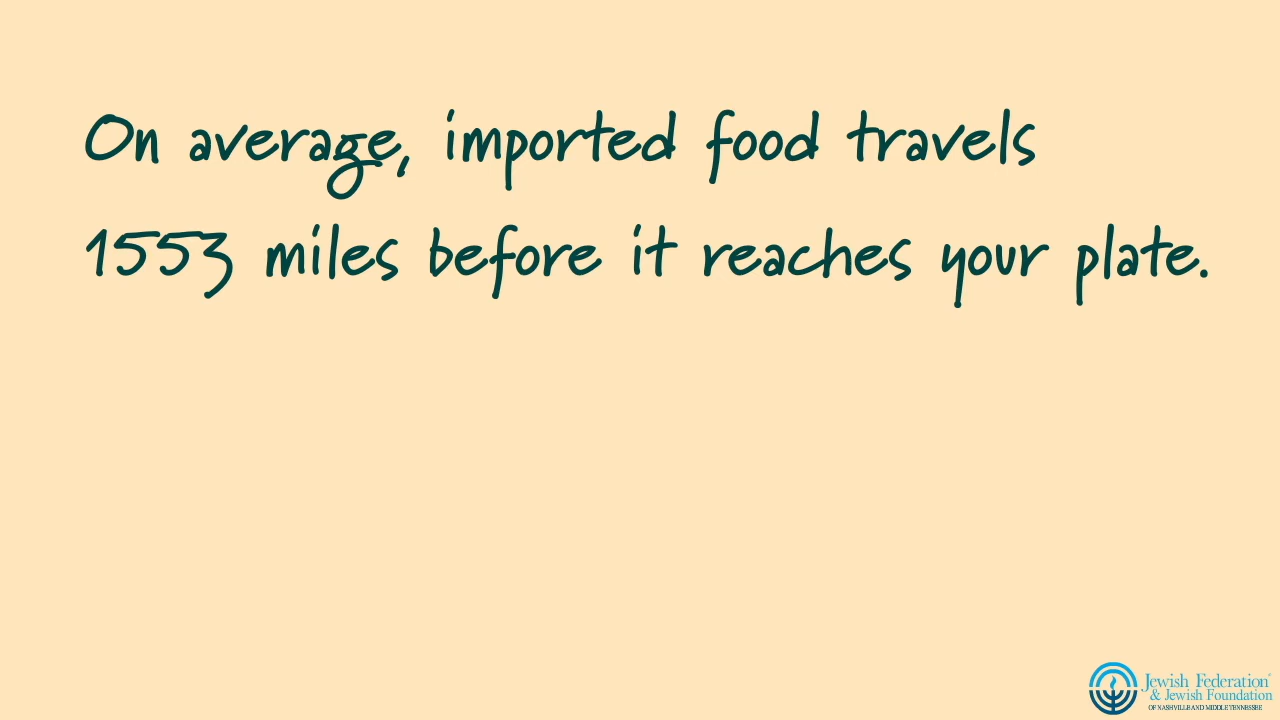 On average, imported food travels
1553 miles before it reaches your plate.
Jewish Federation®
& Jewish Foundation
OF NASHVILLE AND MIDDLE TENNESSEE